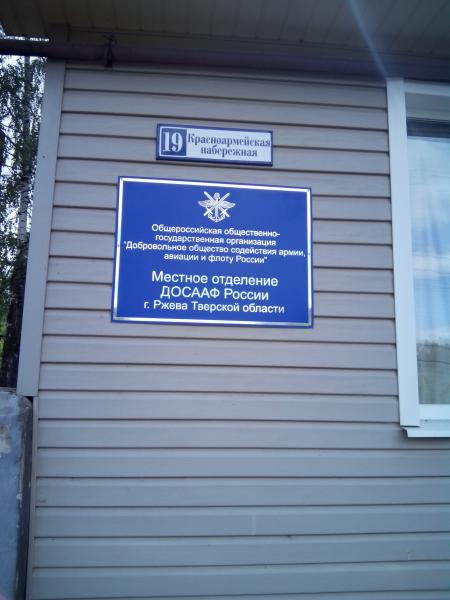 19 Красноармейская
набережная
Общероссийская общественно-
государственная организация
"Добровольное общество содействия армии,
авиации и флоту России"
Местное отделение
ДОСААФ России
г. Ржева Тверской области